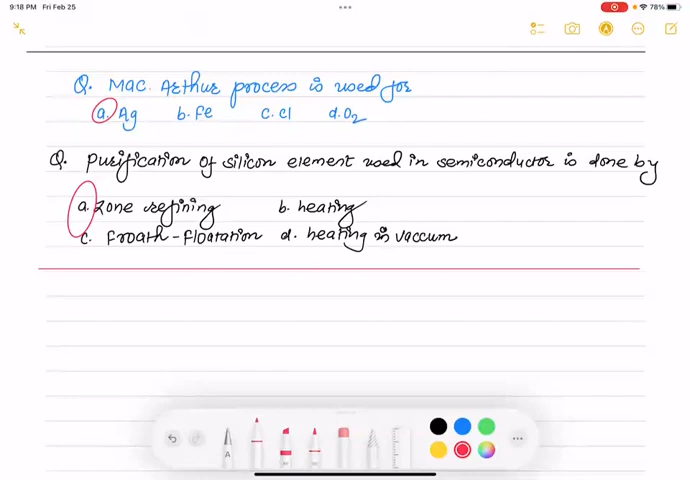 9:18 PM Fri Feb 25
78%
Q. Mac. Arthur process is used for
a. Ag b. Fe c. Cl d. O2
Q. Purification of silicon element used in semiconductor is done by
a. Zone refining b. heating
c. Froath-Floatation d. heating in vaccum
A